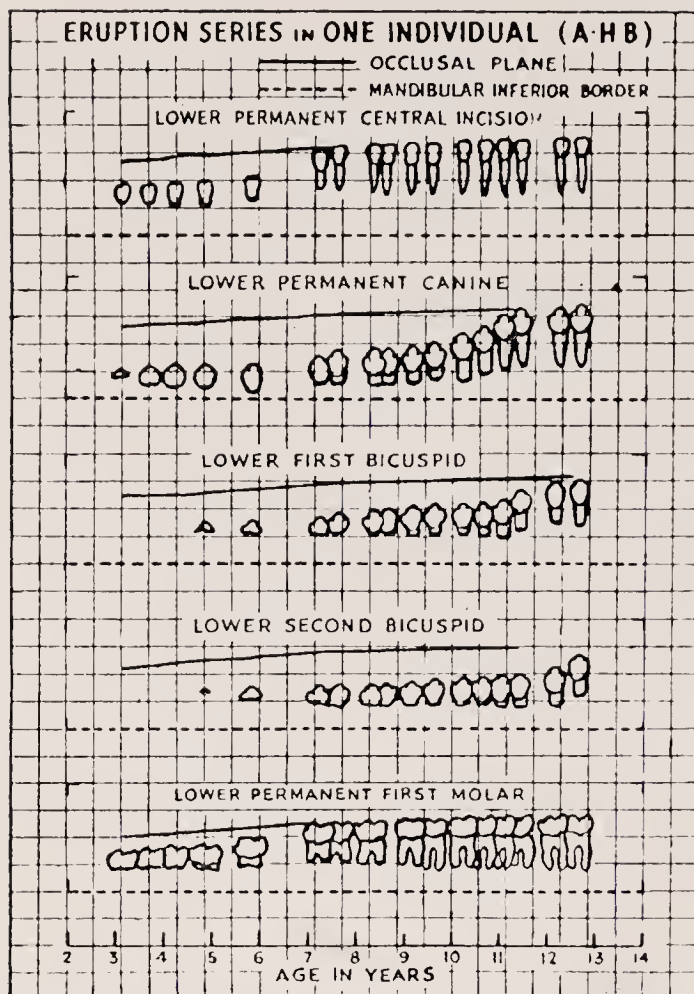 ERUPTION SERIES IN ONE INDIVIDUAL (A·H B)
OCCLUSAL PLANE
MANDIBULAR INFERIOR BORDER
LOWER PERMANENT CENTRAL INCISION
LOWER PERMANENT CANINE
LOWER FIRST BICUSPID
LOWER SECOND BICUSPID
LOWER PERMANENT FIRST MOLAR
2 3 4 5 6 7 8 9 10 11 12 13 14
AGE IN YEARS